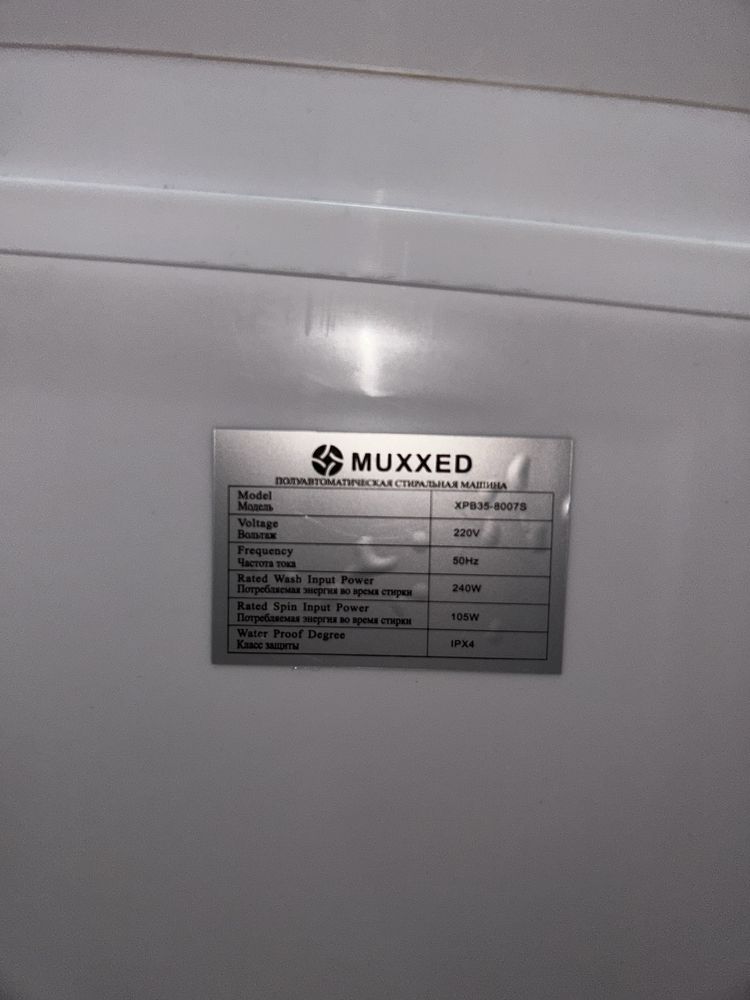 MUXXED
ПОЛУАВТОМАТИЧЕСКАЯ СТИРАЛЬНАЯ МАШИНА
Model
Модель
XPB35-8007S
Voltage
Вольтаж
220V
Frequency
Частота тока
50Hz
Rated Wash Input Power
Потребляемая энергия во время стирки
240W
Rated Spin Input Power
Потребляемая энергия во время стирки
105W
Water Proof Degree
Класс защиты
IPX4